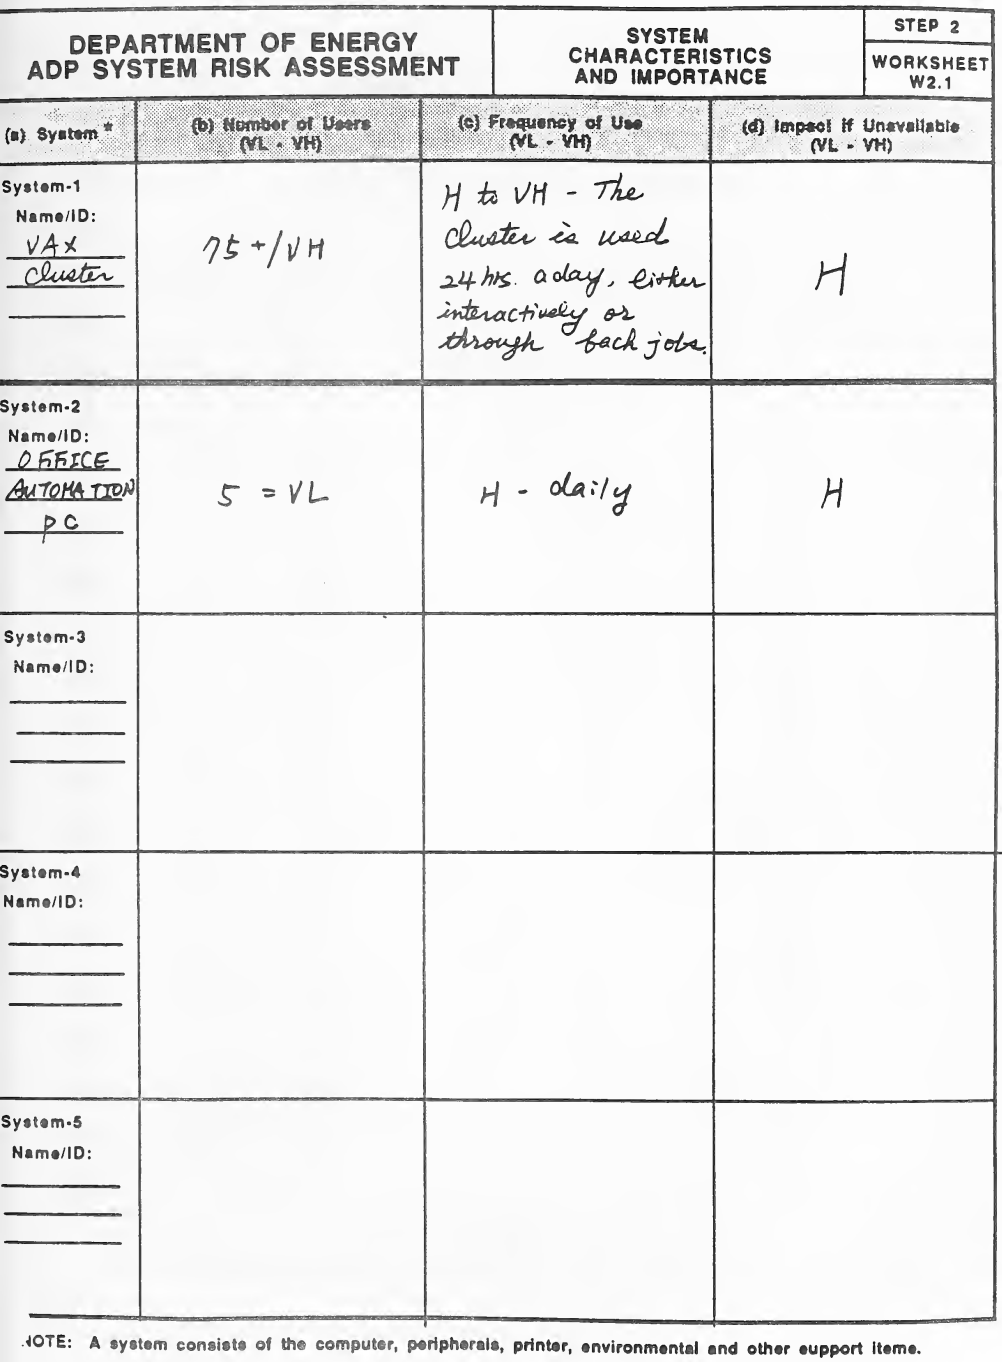 DEPARTMENT OF ENERGY
ADP SYSTEM RISK ASSESSMENT
SYSTEM
CHARACTERISTICS
AND IMPORTANCE
STEP 2
WORKSHEET
W2.1
(a) System *
(b) Number of Users
(VL - VH)
(c) Frequency of Use
(VL - VH)
(d) Impact if Unavailable
(VL - VH)
System-1
Name/ID:
VAX
Cluster
75+/VH
H to VH - The
Cluster is used
24 hrs. a day, either
interactively or
through bach jobs.
H
System-2
Name/ID:
OFFICE
AUTOMATION
PC
5 = VL
H - daily
H
System-3
Name/ID:
System-4
Name/ID:
System-5
Name/ID:
NOTE: A system consists of the computer, peripherals, printer, environmental and other support items.